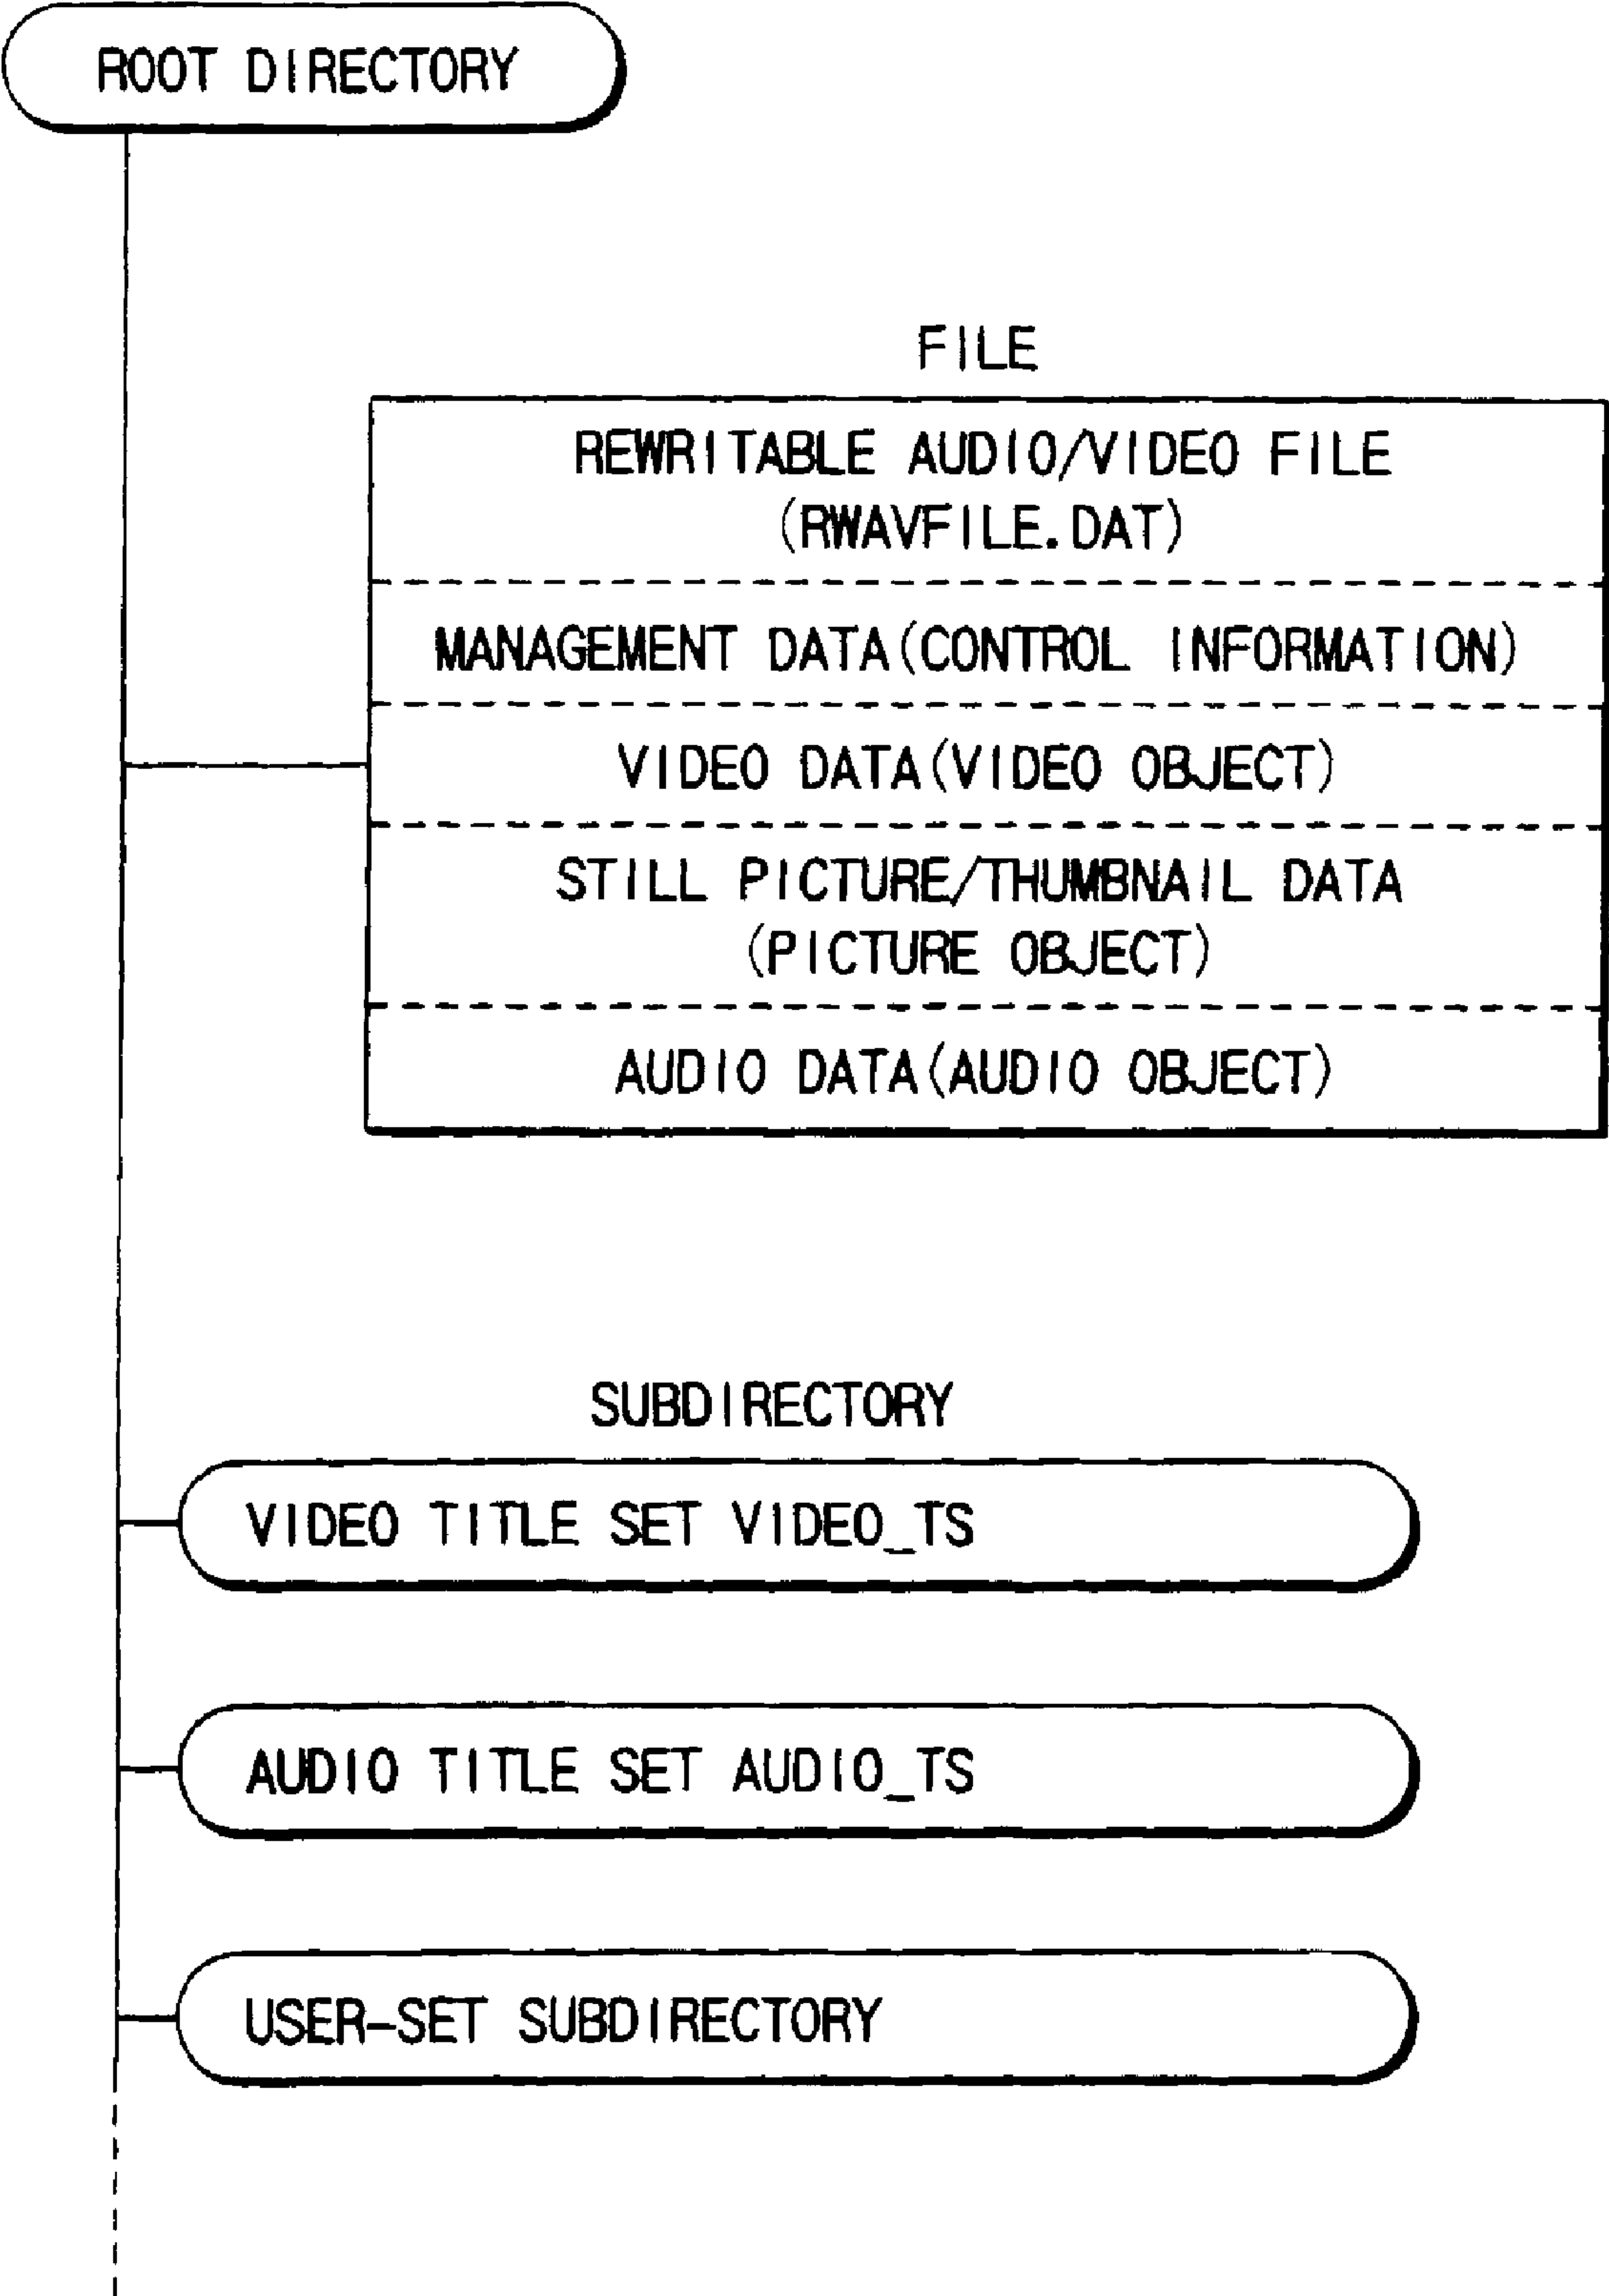 ROOT DIRECTORY
FILE
REWRITABLE AUDIO/VIDEO FILE
(RWAVFILE.DAT)
MANAGEMENT DATA(CONTROL INFORMATION)
VIDEO DATA(VIDEO OBJECT)
STILL PICTURE/THUMBNAIL DATA
(PICTURE OBJECT)
AUDIO DATA(AUDIO OBJECT)
SUBDIRECTORY
VIDEO TITLE SET VIDEO_TS
AUDIO TITLE SET AUDIO_TS
USER-SET SUBDIRECTORY